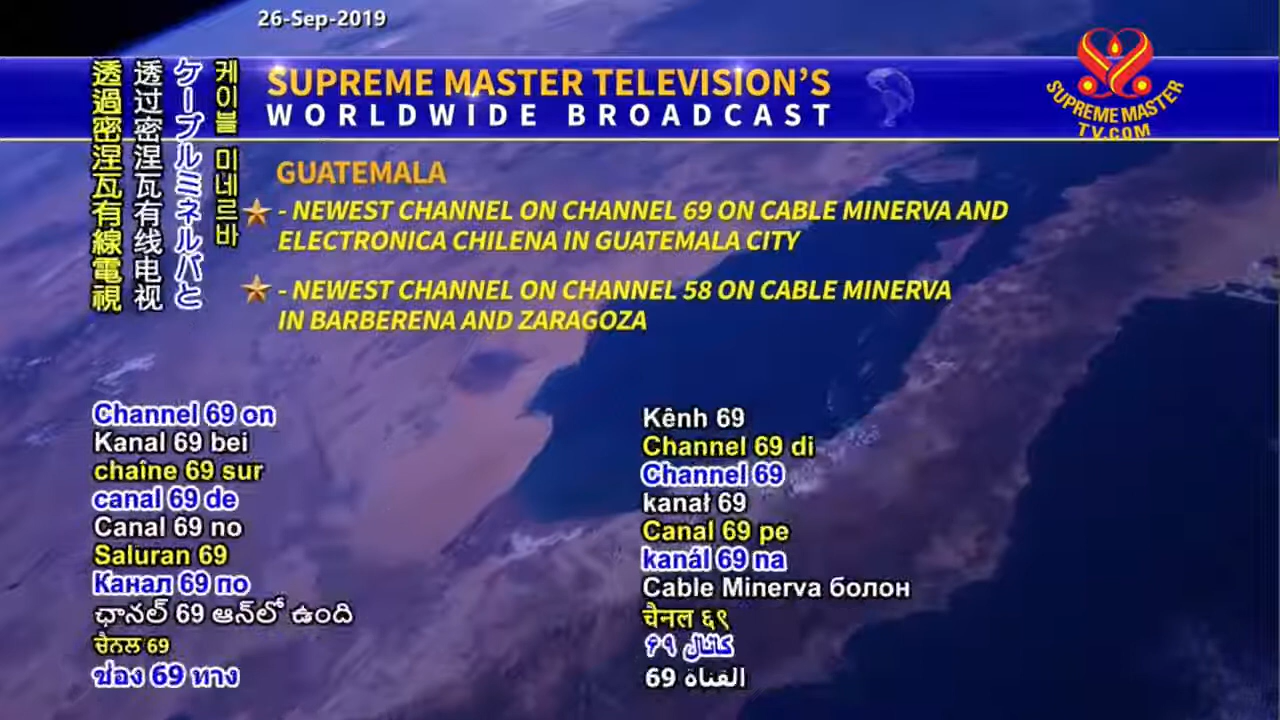 26-Sep-2019
SUPREME MASTER TELEVISION'S
WORLDWIDE BROADCAST
SUPREME MASTER
TV.COM
透過密涅瓦有線電視
透过密涅瓦有线电视
ケーブルミネルバと
케이블 미네르바
GUATEMALA
- NEWEST CHANNEL ON CHANNEL 69 ON CABLE MINERVA AND
ELECTRONICA CHILENA IN GUATEMALA CITY
- NEWEST CHANNEL ON CHANNEL 58 ON CABLE MINERVA
IN BARBERENA AND ZARAGOZA
Channel 69 on
Kanal 69 bei
chaîne 69 sur
canal 69 de
Canal 69 no
Saluran 69
Канал 69 по
ఛానల్ 69 ఆన్‌లో ఉంది
ਚੈਨਲ 69
ช่อง 69 ทาง
Kênh 69
Channel 69 di
Channel 69
kanał 69
Canal 69 pe
kanál 69 na
Cable Minerva болон
चैनल ६९
کانال ۶۹
القناة 69